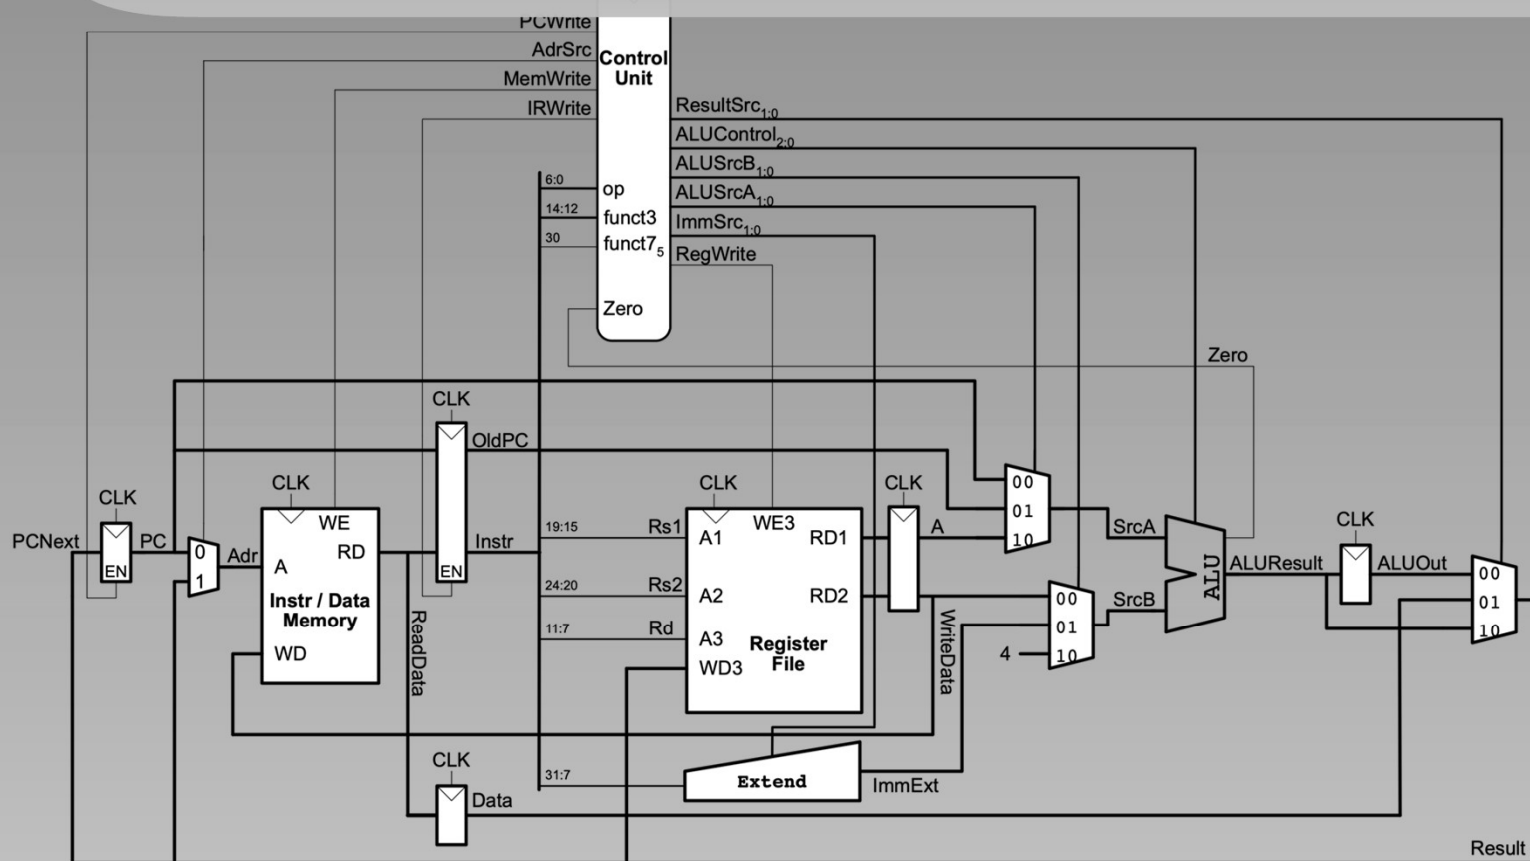 PCWrite
AdrSrc
MemWrite
IRWrite
Control
Unit
ResultSrc1:0
ALUControl2:0
ALUSrcB1:0
ALUSrcA1:0
ImmSrc1:0
RegWrite
6:0 op
14:12 funct3
30 funct75
Zero
Zero
CLK
OldPC
CLK
CLK
CLK
CLK
CLK
PCNext
EN
PC
0
1
Adr
WE
RD
A
Instr / Data
Memory
WD
ReadData
EN
Instr
19:15 Rs1
24:20 Rs2
11:7 Rd
A1
WE3
RD1
A2
RD2
A3
WD3
Register
File
A
WriteData
00
01
10
SrcA
00
01
10
4
SrcB
ALU
ALUResult
ALUOut
00
01
10
31:7
Extend
ImmExt
CLK
Data
Result